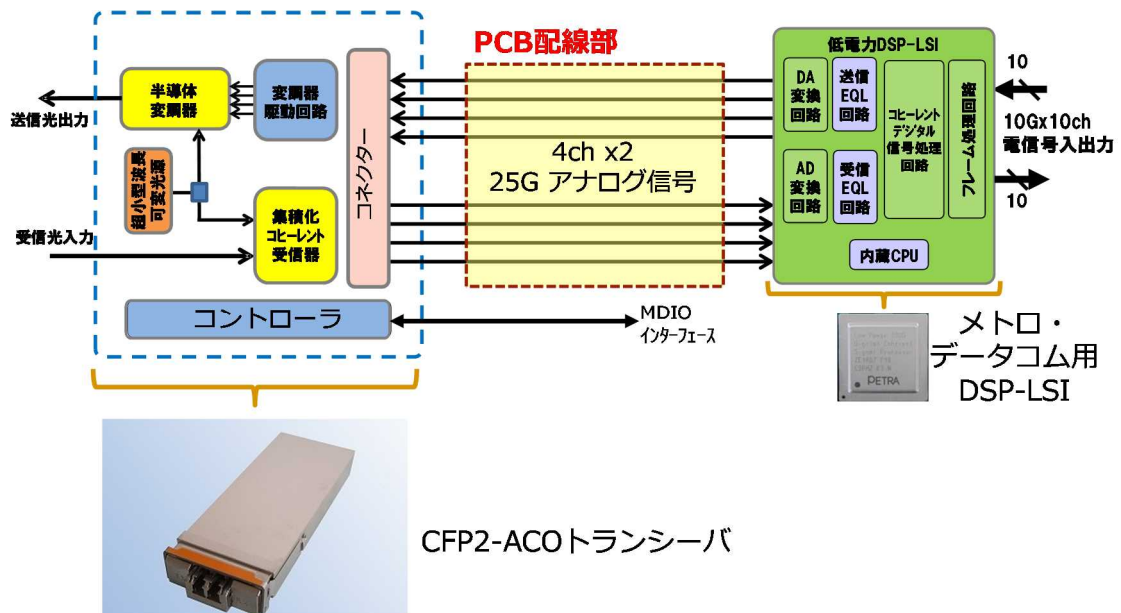 PCB配線部
低電力DSP-LSI
半導体
変調器
変調器
駆動回路
送信光出力
超小型波長
可変光源
受信光入力
集積化
コヒーレント
受信器
コネクター
4ch x2
25G アナログ信号
DA
変換
回路
送信
EQL
回路
AD
変換
回路
受信
EQL
回路
コヒーレント
デジタル
信号処理
回路
フレーム処理回路
内蔵CPU
10
10Gx10ch
電信号入出力
10
コントローラ
MDIO
インターフェース
PETRA
メトロ・
データコム用
DSP-LSI
CFP2-ACOトランシーバ